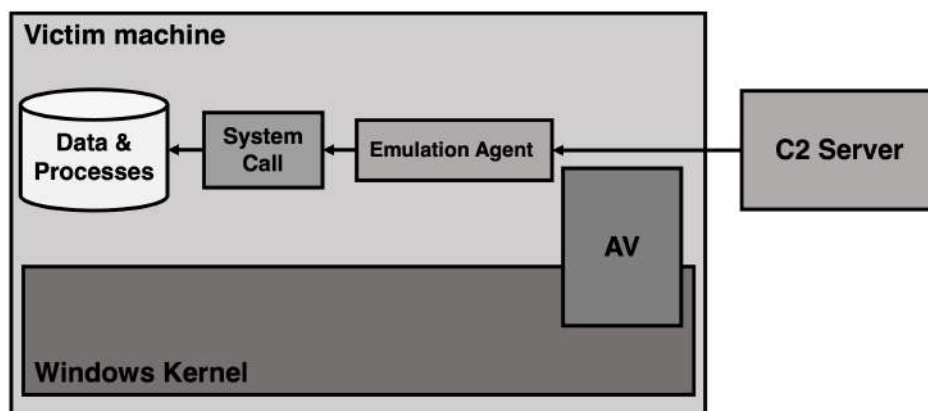 Victim machine
Data &
Processes
System
Call
Emulation Agent
C2 Server
AV
Windows Kernel